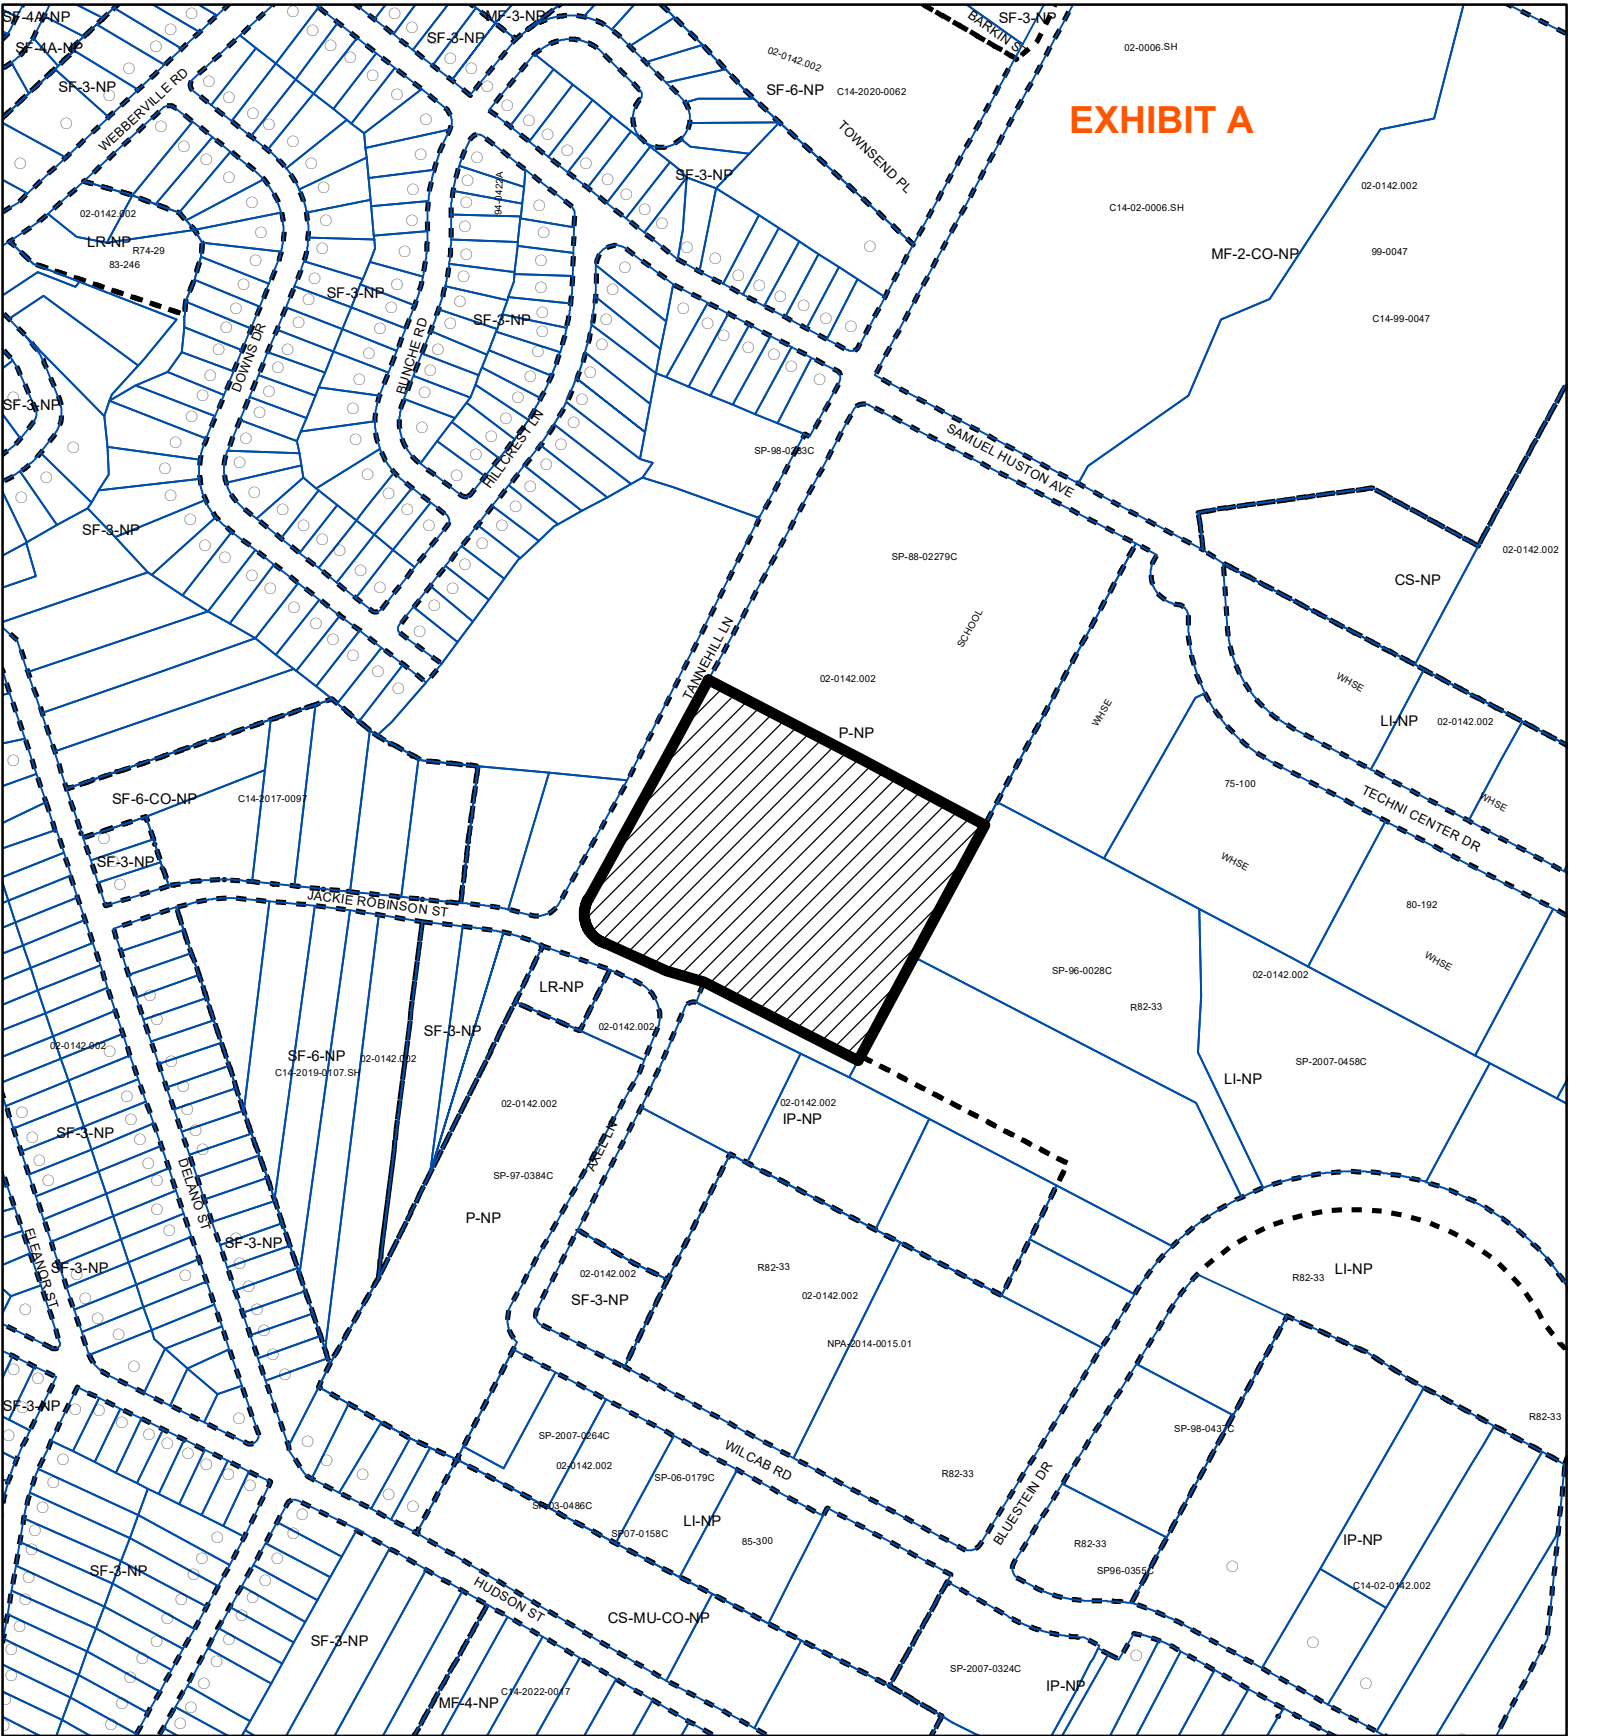 SF-4A-NP
MF-3-NP
SF-3-NP
SF-3-NP
BARKIN S
SF-4A-NP
SF-3-NP
02-0006.SH
02-0142.002
SF-3-NP
SF-6-NP
C14-2020-0062
EXHIBIT A
WEBBERVILLE RD
TOWNSEND PL
SF-3-NP
94-0422A
02-0142.002
02-0142.002
C14-02-0006.SH
LR-NP
R74-29
83-246
MF-2-CO-NP
99-0047
SF-3-NP
SF-3-NP
C14-99-0047
DOWNS DR
BUNCHE RD
SF-3-NP
HILLCREST LN
SP-98-0283C
SAMUEL HUSTON AVE
SF-3-NP
SP-88-02279C
02-0142.002
CS-NP
SCHOOL
TANNEHILL LN
02-0142.002
WHSE
WHSE
LI-NP
02-0142.002
P-NP
75-100
SF-6-CO-NP
C14-2017-0097
WHSE
TECHNI CENTER DR
SF-3-NP
WHSE
JACKIE ROBINSON ST
80-192
WHSE
SP-96-0028C
02-0142.002
LR-NP
R82-33
SF-3-NP
02-0142.002
02-0142.002
SF-6-NP
02-0142.002
C14-2019-0107.SH
SP-2007-0458C
LI-NP
02-0142.002
02-0142.002
IP-NP
SF-3-NP
AXEL LN
SP-97-0384C
DELANO ST
P-NP
SF-3-NP
ELEANOR ST
SF-3-NP
02-0142.002
R82-33
LI-NP
R82-33
SF-3-NP
02-0142.002
NPA-2014-0015.01
SF-3-NP
R82-33
SP-98-0437C
SP-2007-0264C
WILCAB RD
02-0142.002
SP-06-0179C
R82-33
SP-03-0486C
BLUESTEIN DR
LI-NP
SP07-0158C
85-300
R82-33
IP-NP
SF-3-NP
SP96-0355C
C14-02-0142.002
HUDSON ST
CS-MU-CO-NP
SF-3-NP
SP-2007-0324C
IP-NP
C14-2022-0017
MF-4-NP